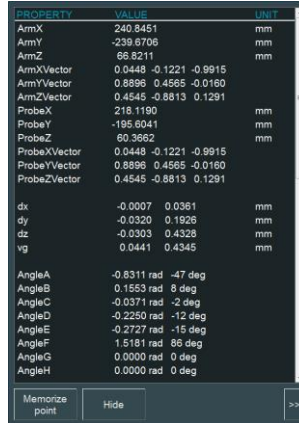 PROPERTY VALUE UNIT
ArmX 240.8451 mm
ArmY -239.6706 mm
ArmZ 66.8211 mm
ArmXVector 0.0448 -0.1221 -0.9915
ArmYVector 0.8896 0.4565 -0.0160
ArmZVector 0.4545 -0.8813 0.1291
ProbeX 218.1190 mm
ProbeY -195.6041 mm
ProbeZ 60.3662 mm
ProbeXVector 0.0448 -0.1221 -0.9915
ProbeYVector 0.8896 0.4565 -0.0160
ProbeZVector 0.4545 -0.8813 0.1291
dx -0.0007 0.0361 mm
dy -0.0320 0.1926 mm
dz -0.0303 0.4328 mm
vg 0.0441 0.4345 mm
AngleA -0.8311 rad -47 deg
AngleB 0.1553 rad 8 deg
AngleC -0.0371 rad -2 deg
AngleD -0.2250 rad -12 deg
AngleE -0.2727 rad -15 deg
AngleF 1.5181 rad 86 deg
AngleG 0.0000 rad 0 deg
AngleH 0.0000 rad 0 deg
Memorize point Hide >>